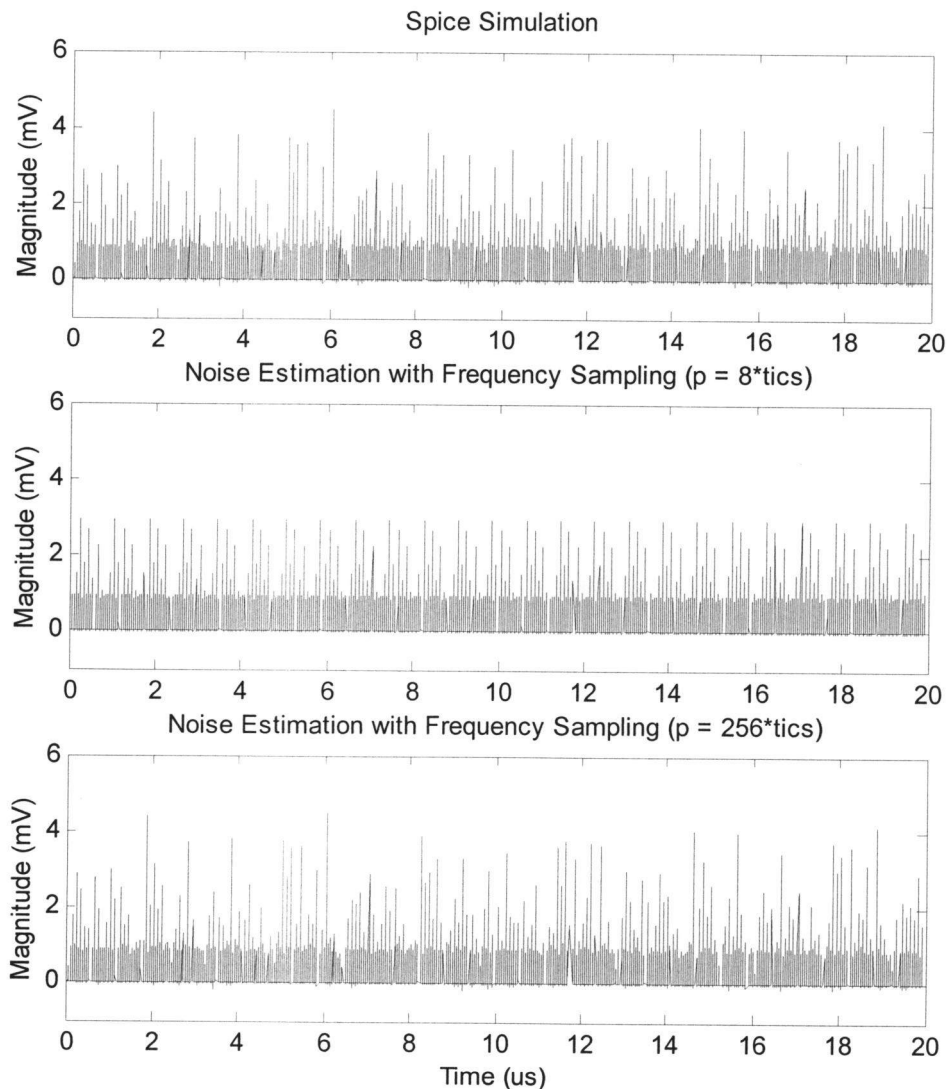 Spice Simulation
6
4
2
0
Magnitude (mV)
0 2 4 6 8 10 12 14 16 18 20
Noise Estimation with Frequency Sampling (p = 8*tics)
6
4
2
0
Magnitude (mV)
0 2 4 6 8 10 12 14 16 18 20
Noise Estimation with Frequency Sampling (p = 256*tics)
6
4
2
0
Magnitude (mV)
0 2 4 6 8 10 12 14 16 18 20
Time (us)